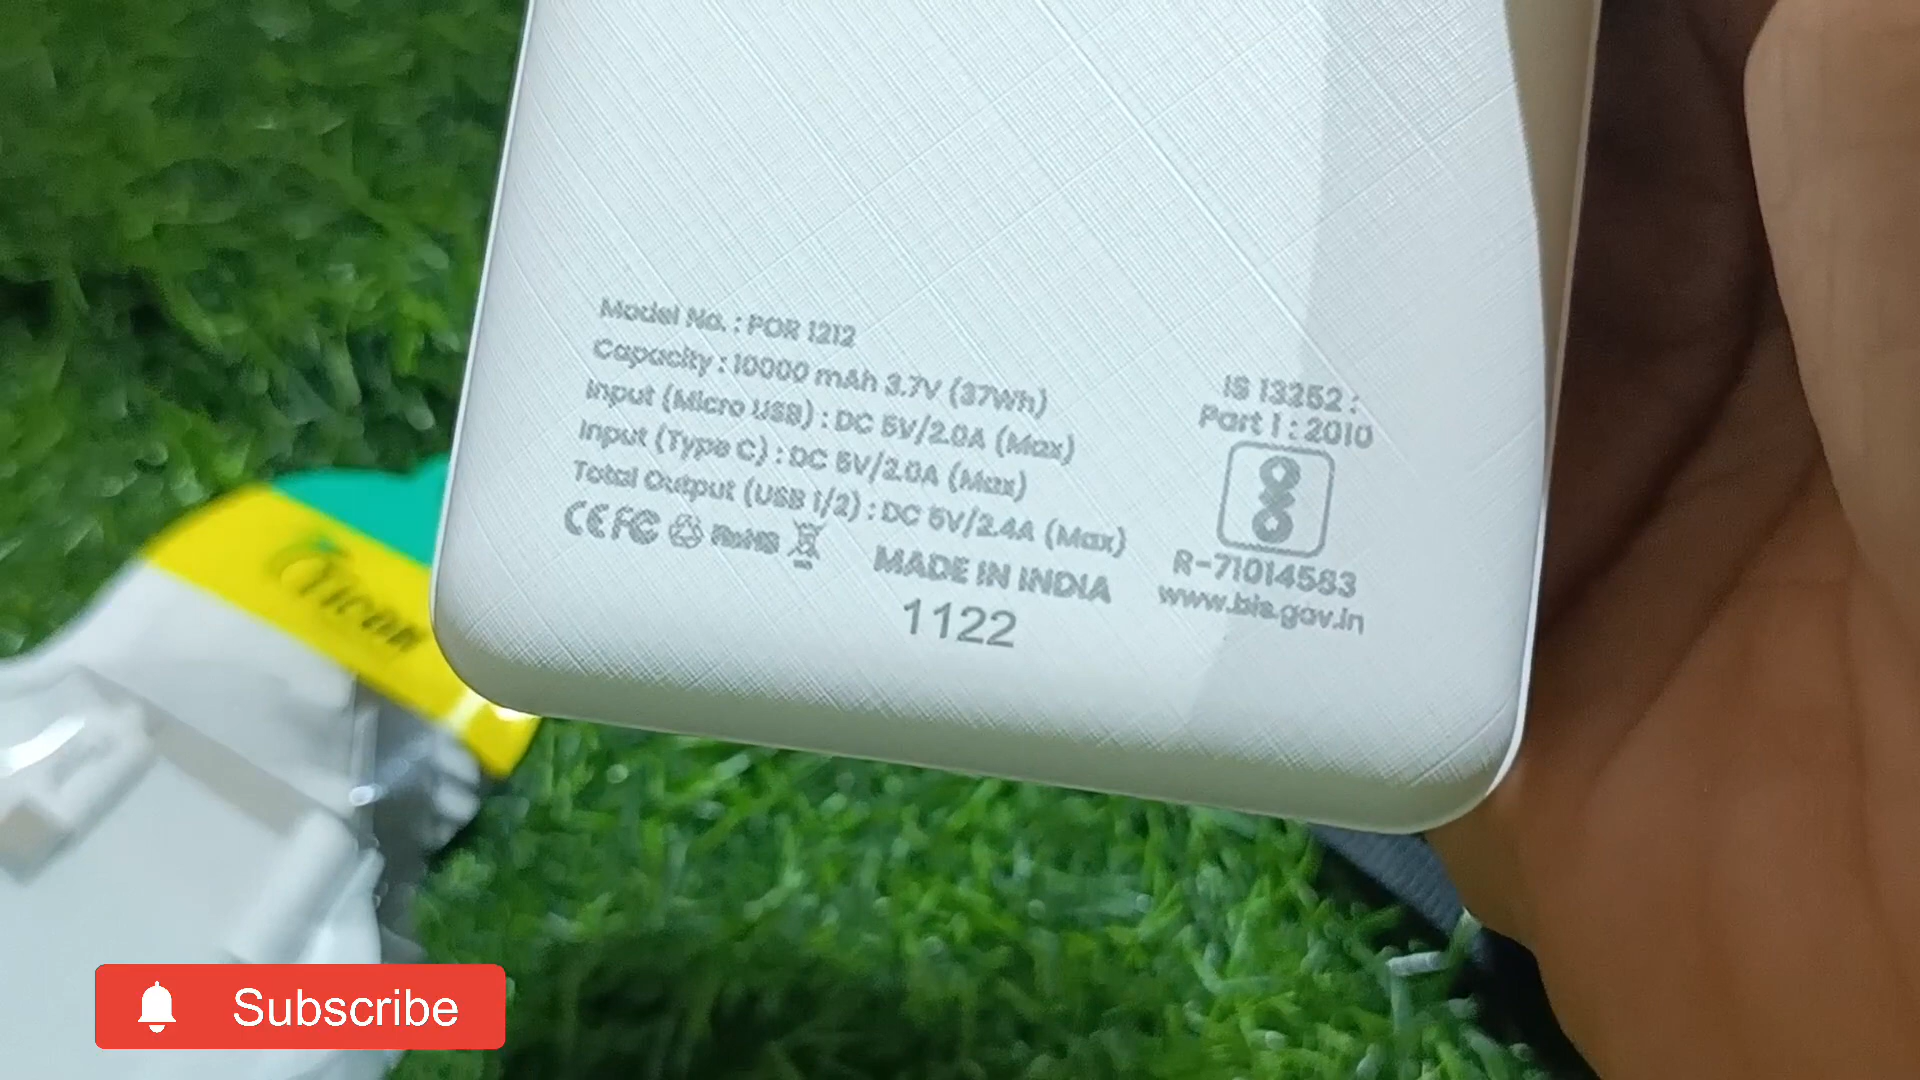 Model No. : POR 1212
Capacity : 10000 mAh 3.7V (37Wh)
Input (Micro USB) : DC 5V/2.0A (Max)
Input (Type C) : DC 5V/2.0A (Max)
Total Output (USB 1/2) : DC 5V/2.4A (Max)
CE FC RoHS
MADE IN INDIA
1122
IS 13252 :
Part 1 : 2010
R-71014583
www.bis.gov.in
Subscribe